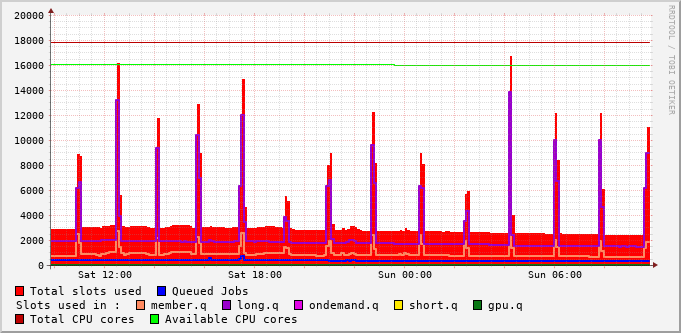 20000
18000
16000
14000
12000
10000
8000
6000
4000
2000
0
Sat 12:00 Sat 18:00 Sun 00:00 Sun 06:00
RRDTOOL / TOBI OETIKER
Total slots used Queued Jobs
Slots used in : member.q long.q ondemand.q short.q gpu.q
Total CPU cores Available CPU cores